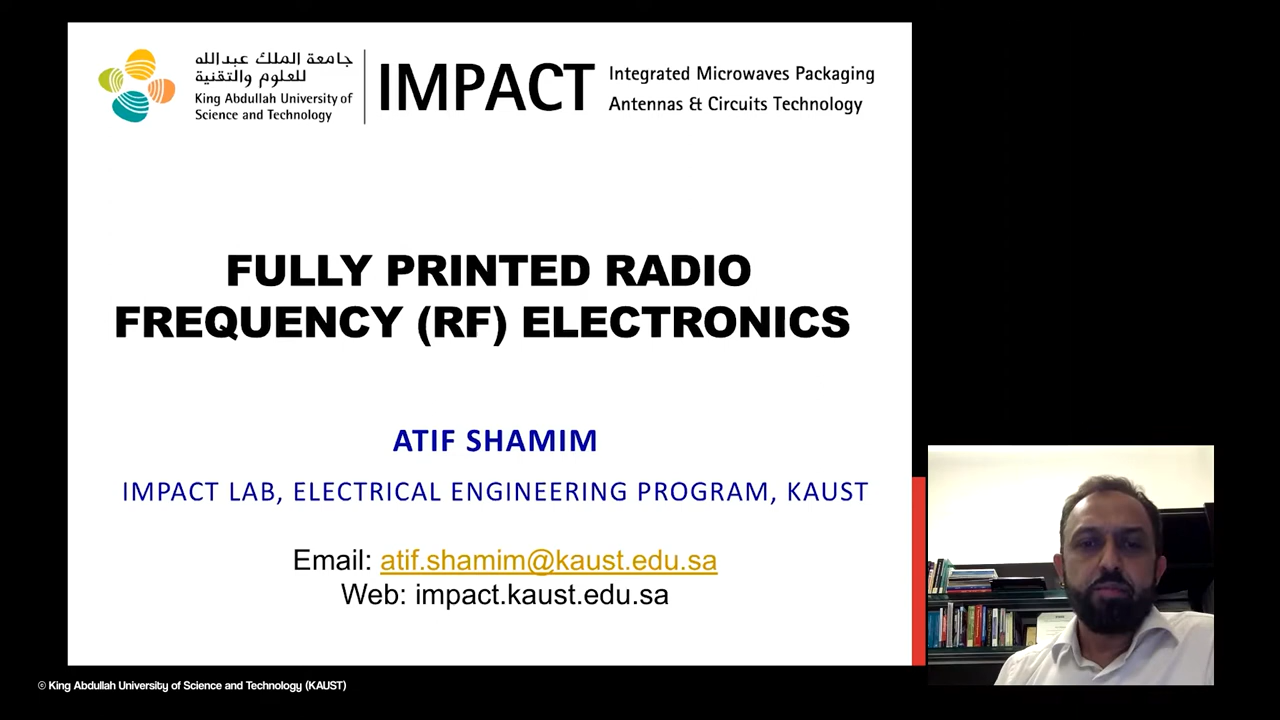 جامعة الملك عبدالله
للعلوم والتقنية
King Abdullah University of
Science and Technology
IMPACT
Integrated Microwaves Packaging
Antennas & Circuits Technology
FULLY PRINTED RADIO
FREQUENCY (RF) ELECTRONICS
ATIF SHAMIM
IMPACT LAB, ELECTRICAL ENGINEERING PROGRAM, KAUST
Email: atif.shamim@kaust.edu.sa
Web: impact.kaust.edu.sa
© King Abdullah University of Science and Technology (KAUST)